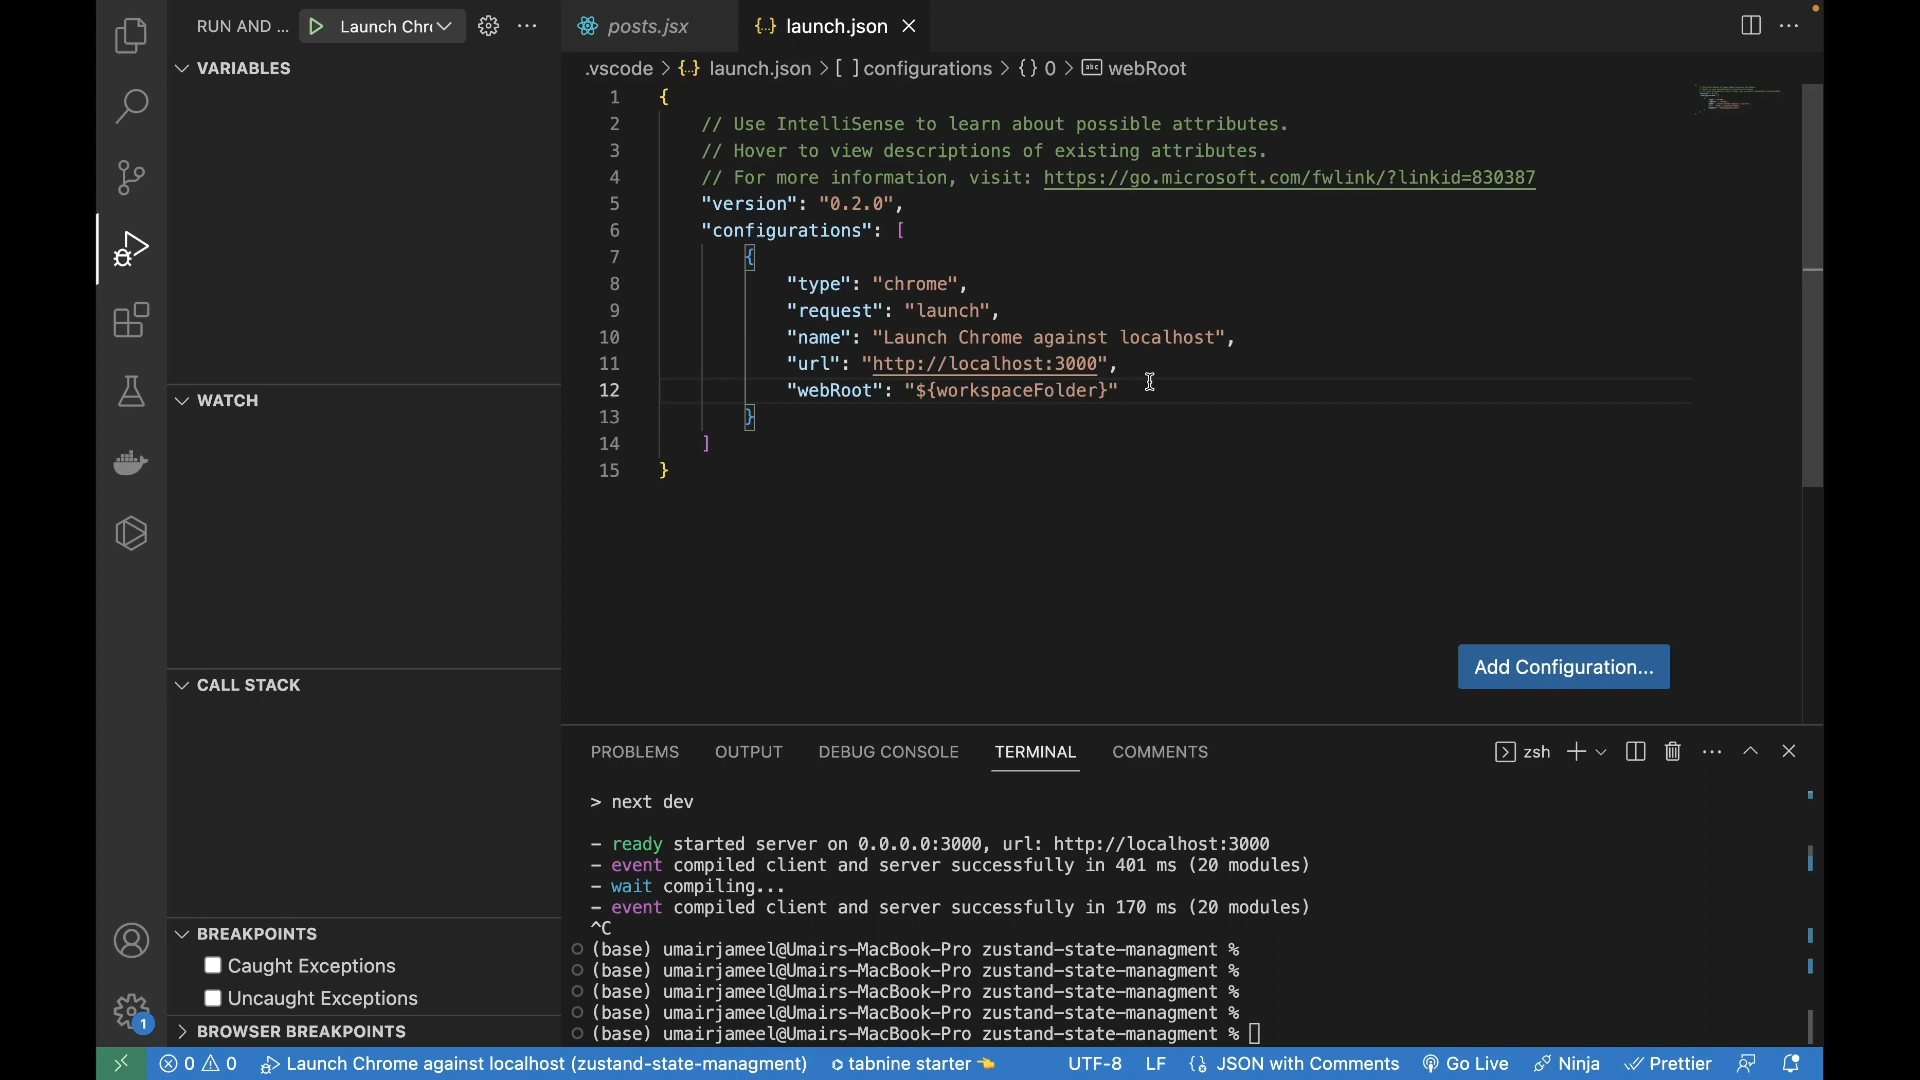 RUN AND ...
Launch Chr
posts.jsx
launch.json
VARIABLES
.vscode > {..} launch.json > [ ] configurations > {} 0 > abc webRoot
1 {
2 // Use IntelliSense to learn about possible attributes.
3 // Hover to view descriptions of existing attributes.
4 // For more information, visit: https://go.microsoft.com/fwlink/?linkid=830387
5 "version": "0.2.0",
6 "configurations": [
7 {
8 "type": "chrome",
9 "request": "launch",
10 "name": "Launch Chrome against localhost",
11 "url": "http://localhost:3000",
12 "webRoot": "${workspaceFolder}"
13 }
14 ]
15 }
WATCH
CALL STACK
Add Configuration...
PROBLEMS OUTPUT DEBUG CONSOLE TERMINAL COMMENTS
zsh
> next dev
- ready started server on 0.0.0.0:3000, url: http://localhost:3000
- event compiled client and server successfully in 401 ms (20 modules)
- wait compiling...
- event compiled client and server successfully in 170 ms (20 modules)
^C
(base) umairjameel@Umairs-MacBook-Pro zustand-state-managment %
(base) umairjameel@Umairs-MacBook-Pro zustand-state-managment %
(base) umairjameel@Umairs-MacBook-Pro zustand-state-managment %
(base) umairjameel@Umairs-MacBook-Pro zustand-state-managment %
(base) umairjameel@Umairs-MacBook-Pro zustand-state-managment %
BREAKPOINTS
Caught Exceptions
Uncaught Exceptions
BROWSER BREAKPOINTS
1
0 0 Launch Chrome against localhost (zustand-state-managment) tabnine starter UTF-8 LF JSON with Comments Go Live Ninja Prettier